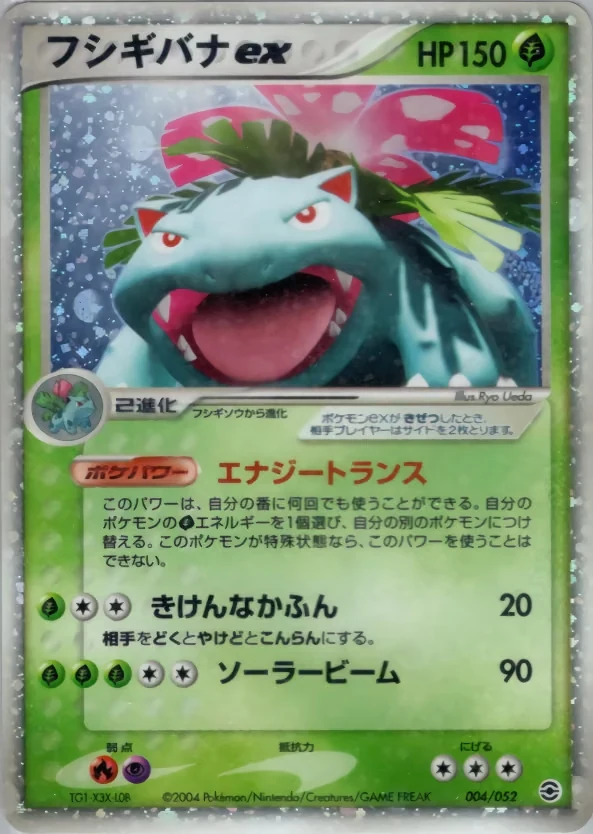 フシギバナex HP150
Illus.Ryo Ueda
2進化 フシギソウから進化
ポケモンexが きぜつしたとき、
相手プレイヤーはサイドを2枚とります。
ポケパワー エナジートランス
このパワーは、自分の番に何回でも使うことができる。自分の
ポケモンの エネルギーを1個選び、自分の別のポケモンにつけ
替える。このポケモンが特殊状態なら、このパワーを使うことは
できない。
きけんなかふん 20
相手をどくとやけどとこんらんにする。
ソーラービーム 90
弱点 抵抗力 にげる
©2004 Pokémon/Nintendo/Creatures/GAME FREAK 004/052